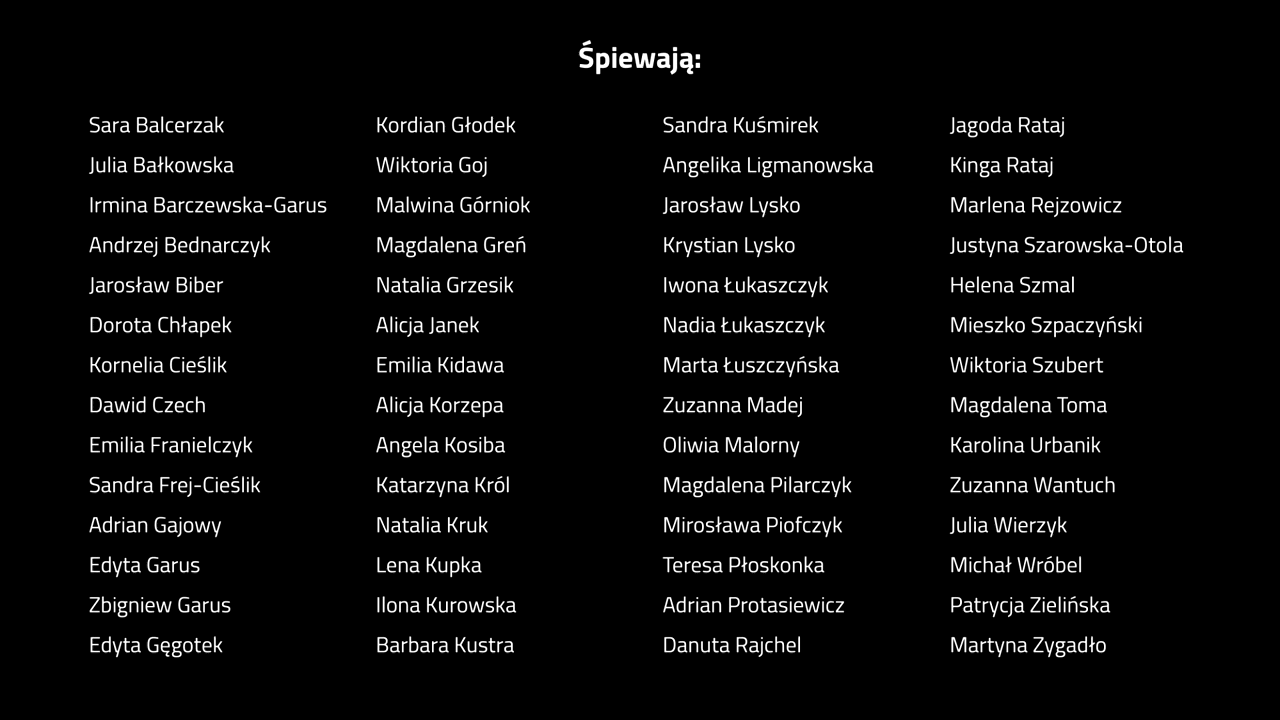 Śpiewają:
Sara Balcerzak
Julia Bałkowska
Irmina Barczewska-Garus
Andrzej Bednarczyk
Jarosław Biber
Dorota Chłapek
Kornelia Cieślik
Dawid Czech
Emilia Franielczyk
Sandra Frej-Cieślik
Adrian Gajowy
Edyta Garus
Zbigniew Garus
Edyta Gęgotek
Kordian Głodek
Wiktoria Goj
Malwina Górniok
Magdalena Greń
Natalia Grzesik
Alicja Janek
Emilia Kidawa
Alicja Korzepa
Angela Kosiba
Katarzyna Król
Natalia Kruk
Lena Kupka
Ilona Kurowska
Barbara Kustra
Sandra Kuśmirek
Angelika Ligmanowska
Jarosław Lysko
Krystian Lysko
Iwona Łukaszczyk
Nadia Łukaszczyk
Marta Łuszczyńska
Zuzanna Madej
Oliwia Malorny
Magdalena Pilarczyk
Mirosława Piofczyk
Teresa Płoskonka
Adrian Protasiewicz
Danuta Rajchel
Jagoda Rataj
Kinga Rataj
Marlena Rejzowicz
Justyna Szarowska-Otola
Helena Szmal
Mieszko Szpaczyński
Wiktoria Szubert
Magdalena Toma
Karolina Urbanik
Zuzanna Wantuch
Julia Wierzyk
Michał Wróbel
Patrycja Zielińska
Martyna Zygadło